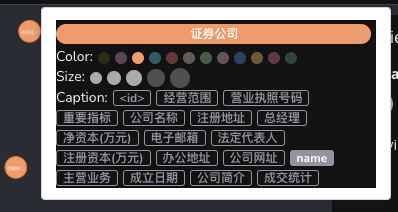 证券公司
Color:
Size:
Caption: <id> 经营范围 营业执照号码
重要指标 公司名称 注册地址 总经理
净资本(万元) 电子邮箱 法定代表人
注册资本(万元) 办公地址 公司网址 name
主营业务 成立日期 公司简介 成交统计